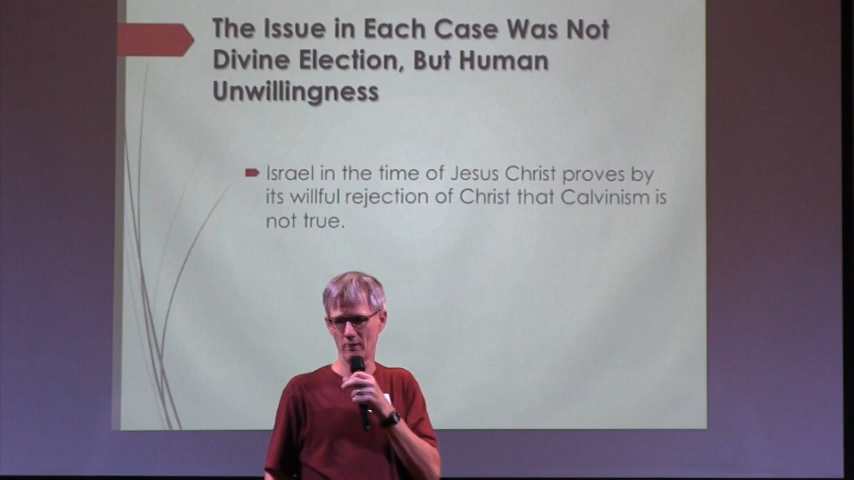 The Issue in Each Case Was Not
Divine Election, But Human
Unwillingness
Israel in the time of Jesus Christ proves by
its willful rejection of Christ that Calvinism is
not true.